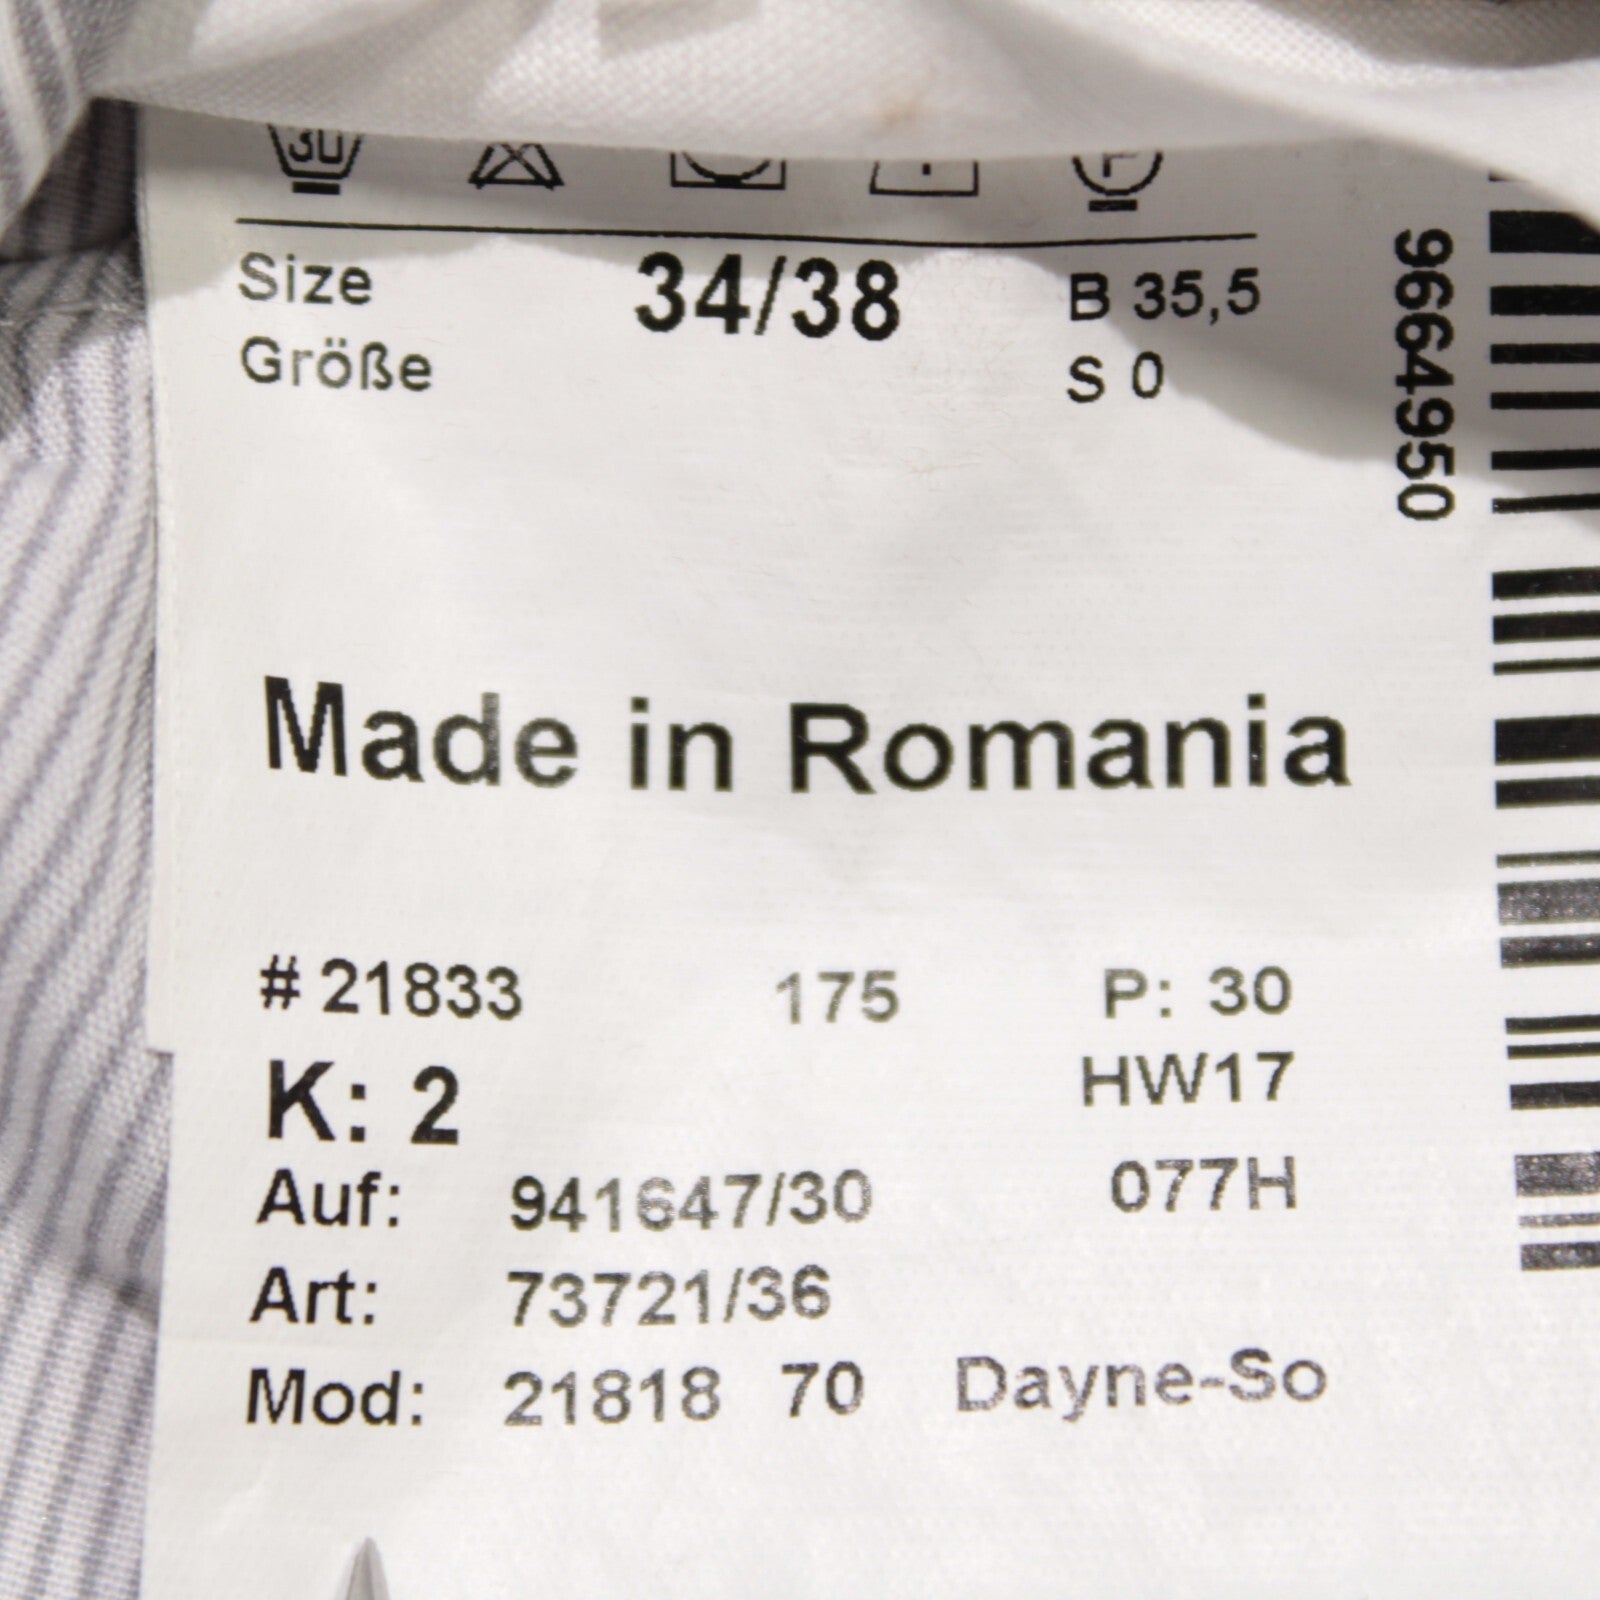 30
P
Size 34/38 B 35,5
Größe S 0
9664950
Made in Romania
# 21833 175 P: 30
K: 2 HW17
Auf: 941647/30 077H
Art: 73721/36
Mod: 21818 70 Dayne-So